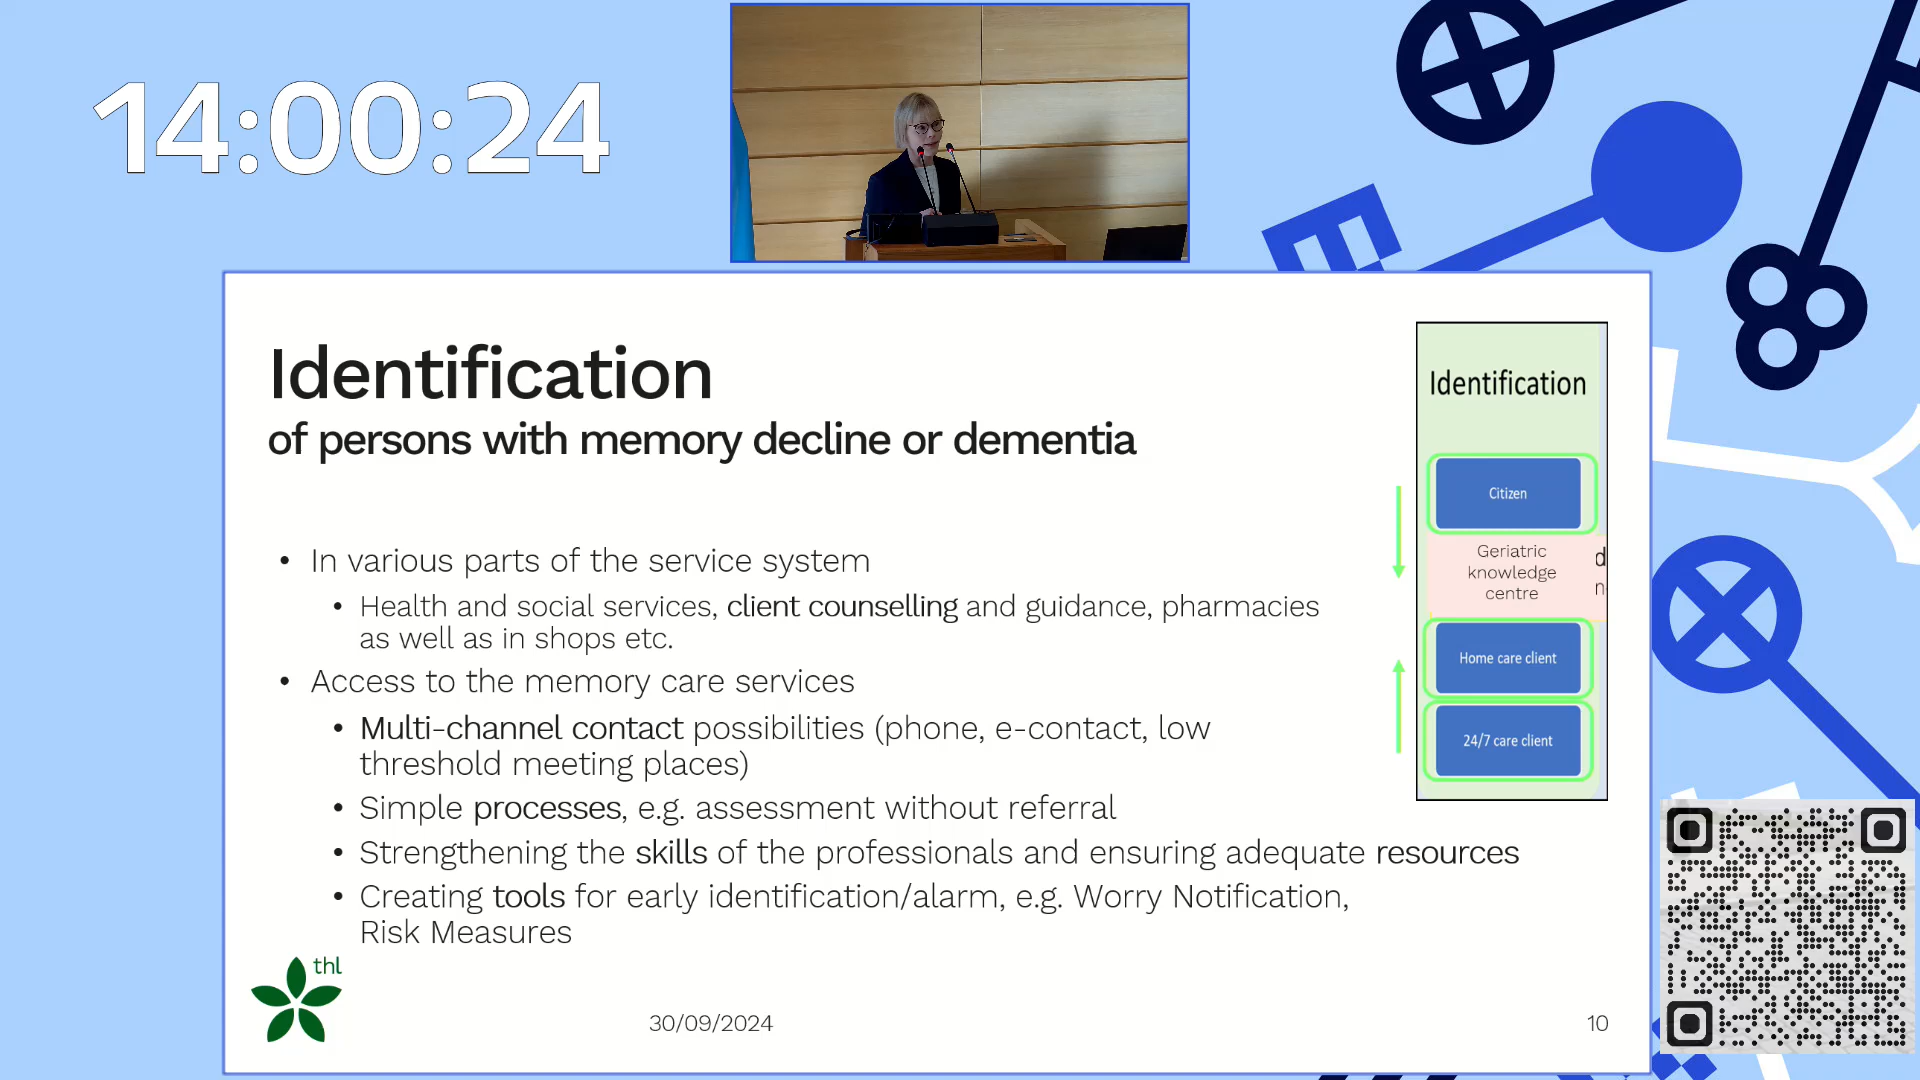 14:00:24
Identification
of persons with memory decline or dementia
• In various parts of the service system
• Health and social services, client counselling and guidance, pharmacies
as well as in shops etc.
• Access to the memory care services
• Multi-channel contact possibilities (phone, e-contact, low
threshold meeting places)
• Simple processes, e.g. assessment without referral
• Strengthening the skills of the professionals and ensuring adequate resources
• Creating tools for early identification/alarm, e.g. Worry Notification,
Risk Measures
Identification
Citizen
Geriatric
knowledge
centre
d
n
Home care client
24/7 care client
thl
30/09/2024
10